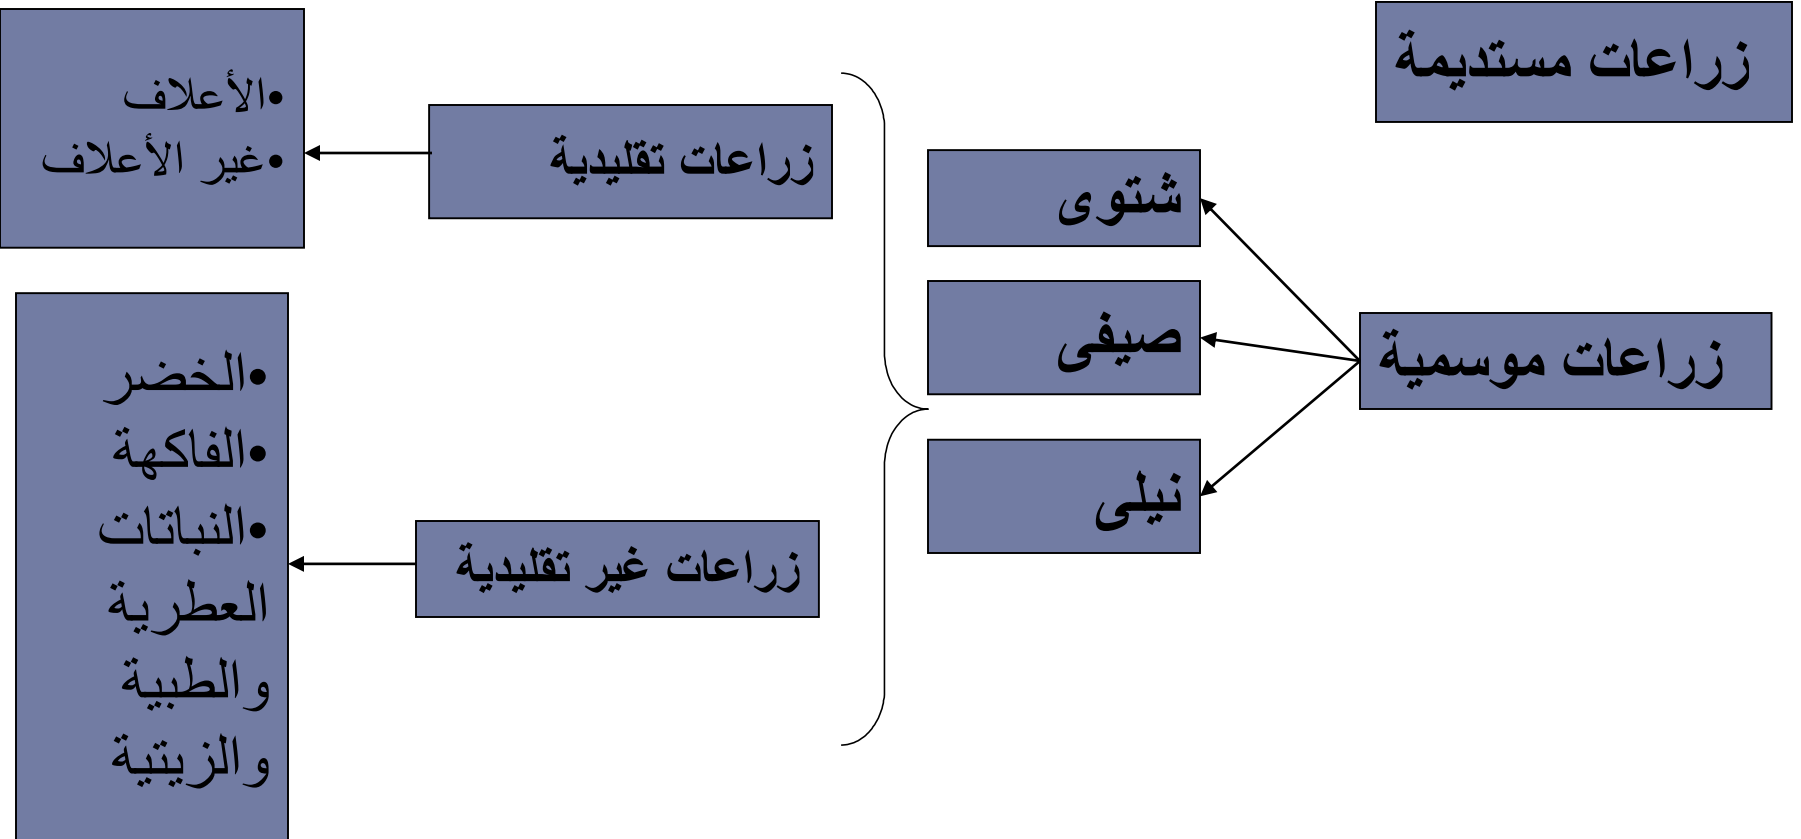 زراعات مستديمة
زراعات موسمية
شتوى
صيفى
نيلى
زراعات تقليدية
•الأعلاف
•غير الأعلاف
زراعات غير تقليدية
•الخضر
•الفاكهة
•النباتات
العطرية
والطبية
والزيتية